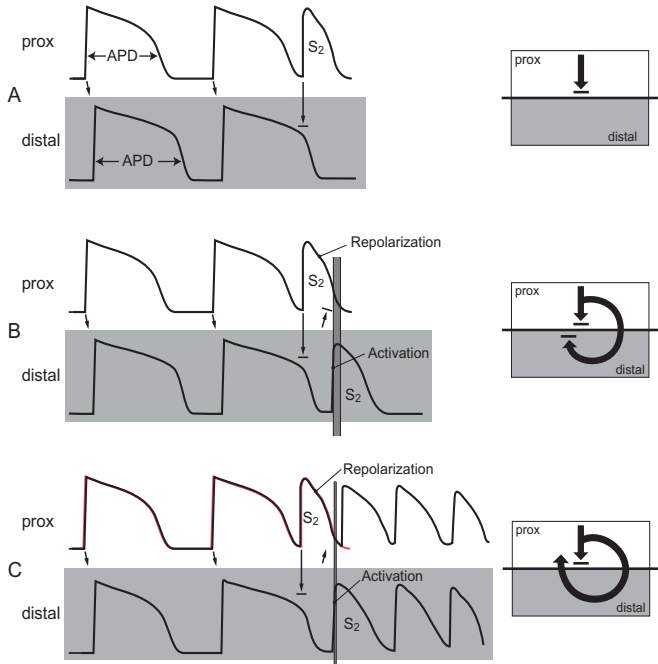 prox
APD
S2
A
distal
APD
prox
distal
Repolarization
prox
S2
B
Activation
distal
S2
prox
distal
Repolarization
prox
S2
C
Activation
distal
S2
prox
distal